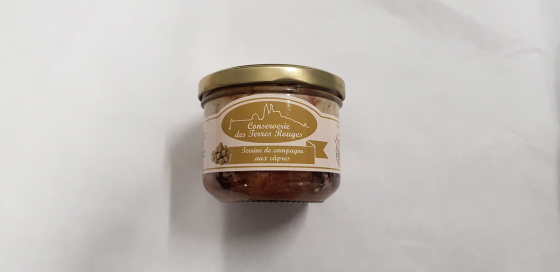 Conserverie
des Terres Rouges
Terrine de campagne
aux câpres